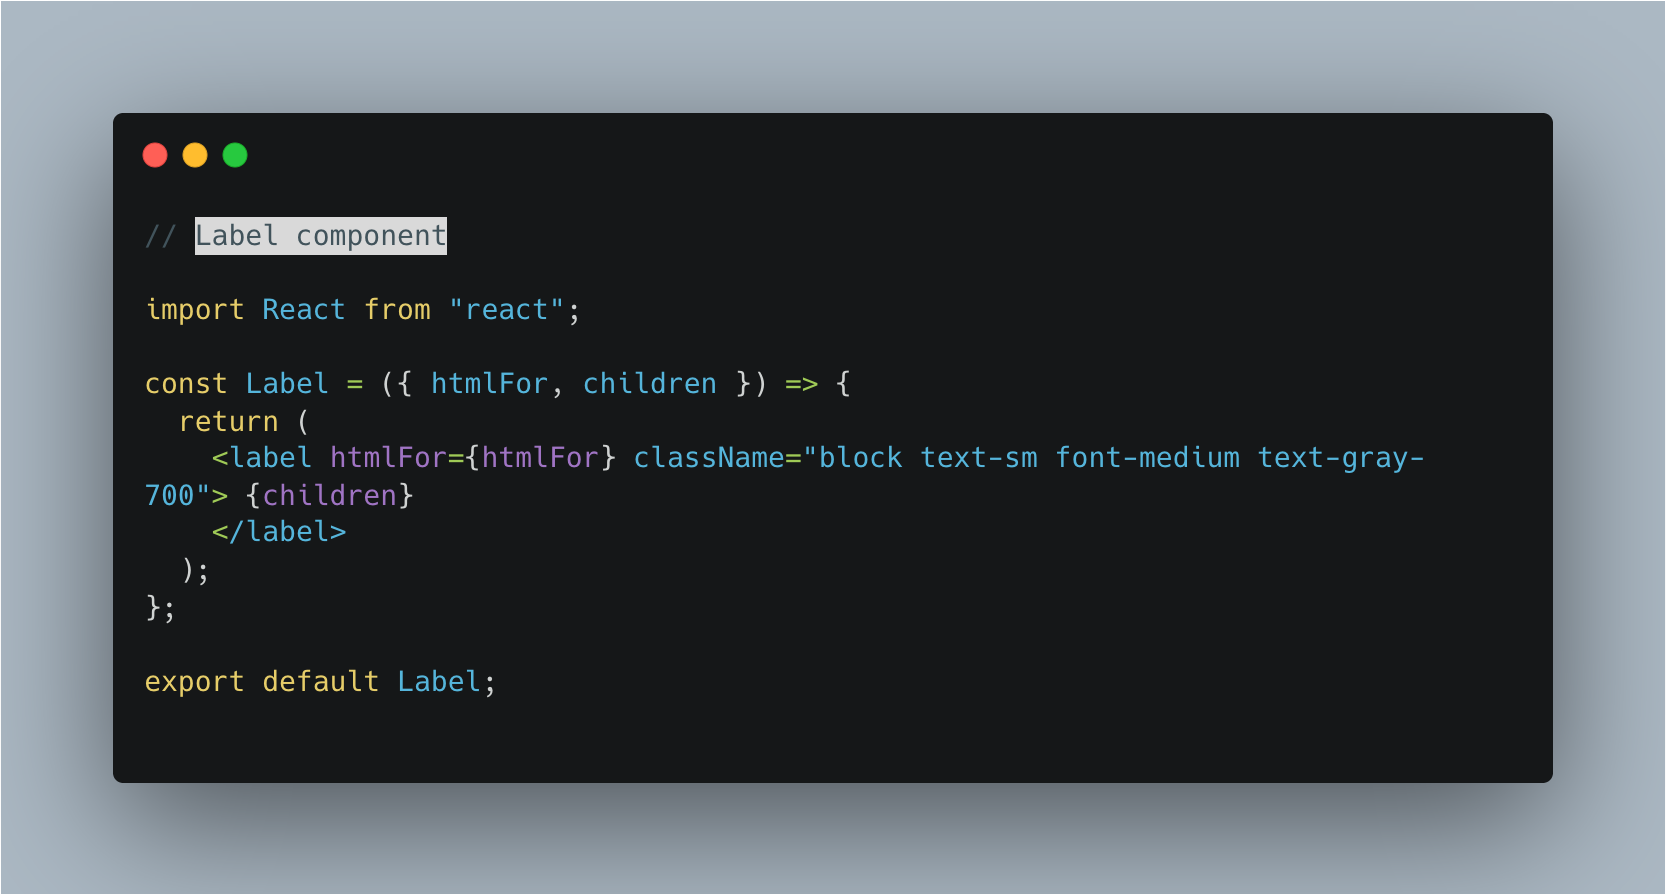 // Label component
import React from "react";
const Label = ({ htmlFor, children }) => {
return (
<label htmlFor={htmlFor} className="block text-sm font-medium text-gray-
700"> {children}
</label>
);
};
export default Label;